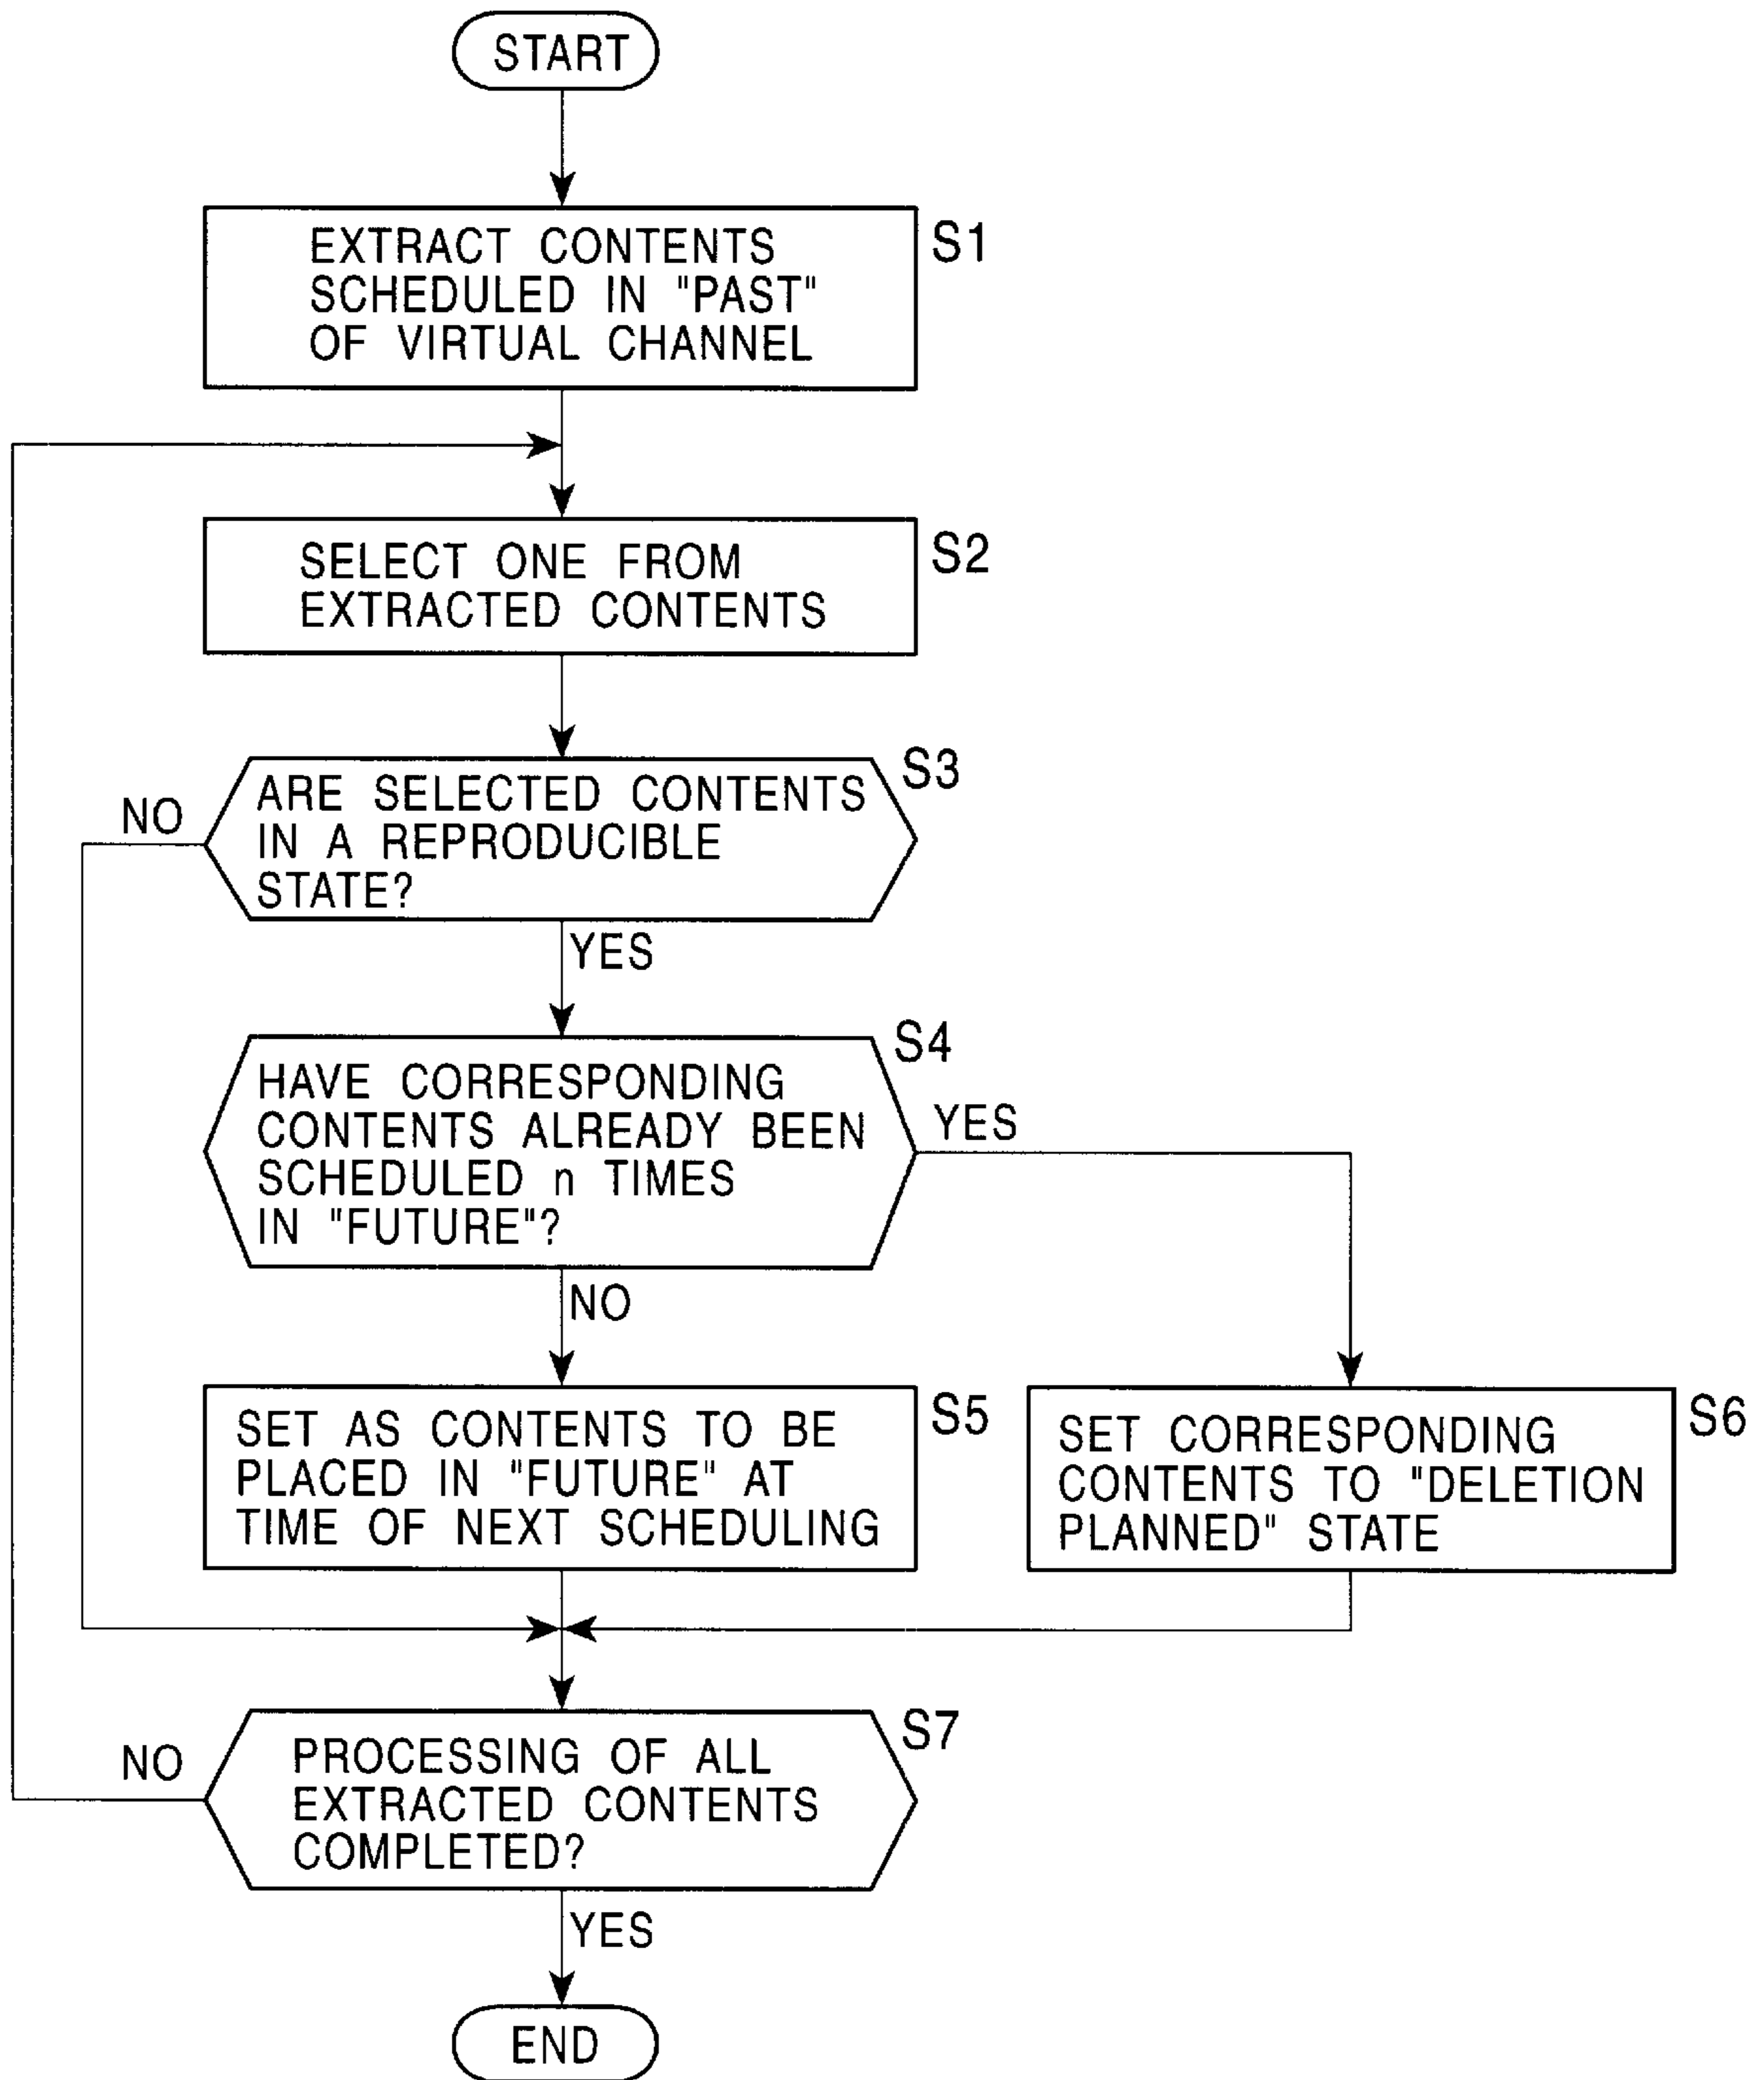 START
EXTRACT CONTENTS
SCHEDULED IN "PAST"
OF VIRTUAL CHANNEL
S1
SELECT ONE FROM
EXTRACTED CONTENTS
S2
ARE SELECTED CONTENTS
IN A REPRODUCIBLE
STATE?
S3
NO
YES
HAVE CORRESPONDING
CONTENTS ALREADY BEEN
SCHEDULED n TIMES
IN "FUTURE"?
S4
YES
NO
SET AS CONTENTS TO BE
PLACED IN "FUTURE" AT
TIME OF NEXT SCHEDULING
S5
SET CORRESPONDING
CONTENTS TO "DELETION
PLANNED" STATE
S6
PROCESSING OF ALL
EXTRACTED CONTENTS
COMPLETED?
S7
NO
YES
END